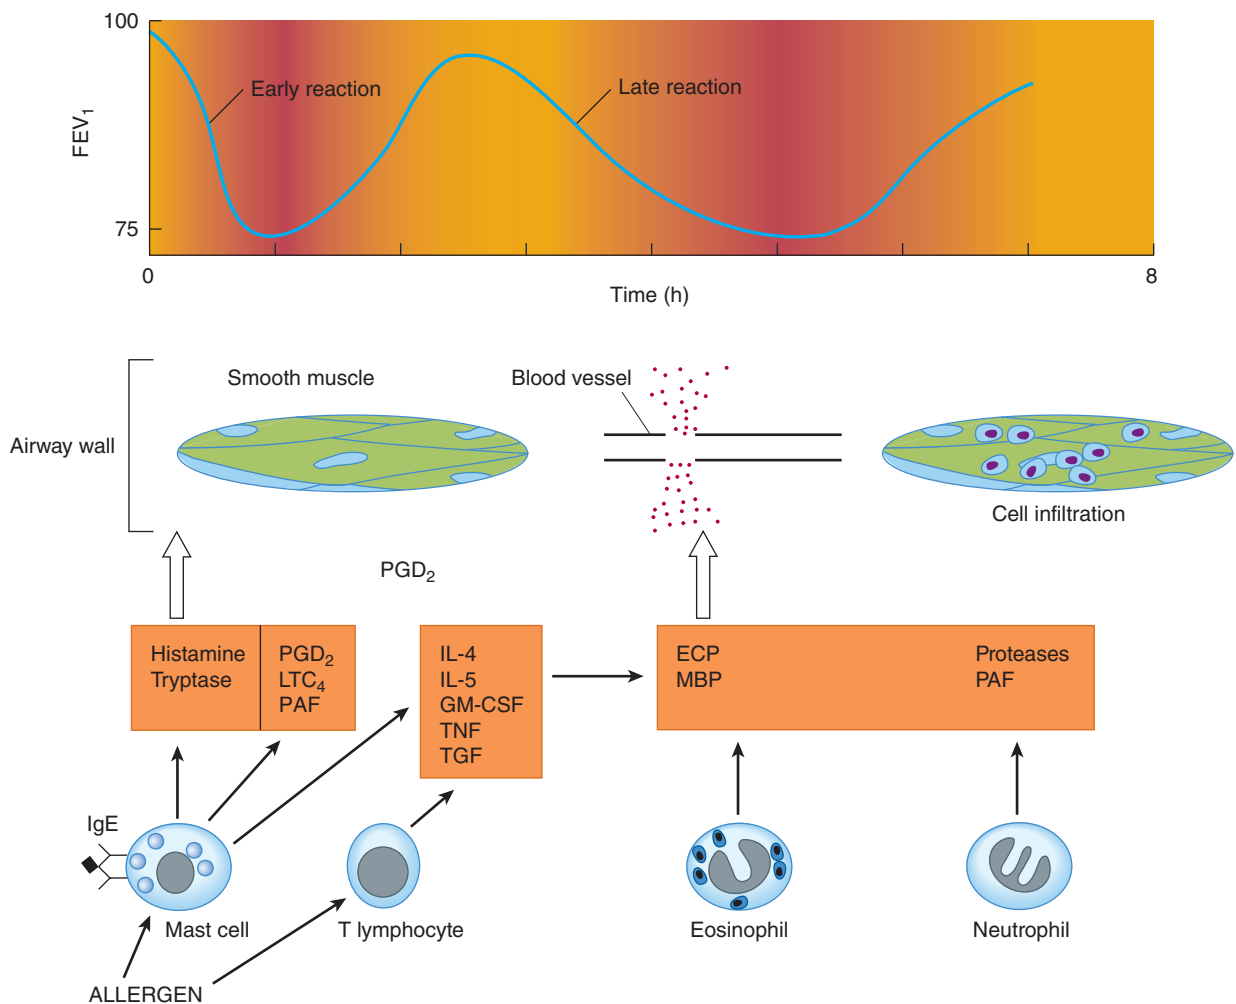 100
Early reaction
Late reaction
FEV₁
75
0
8
Time (h)
Smooth muscle
Blood vessel
Airway wall
Cell infiltration
PGD₂
Histamine
Tryptase
PGD₂
LTC₄
PAF
IL-4
IL-5
GM-CSF
TNF
TGF
ECP
MBP
Proteases
PAF
IgE
Mast cell
T lymphocyte
Eosinophil
Neutrophil
ALLERGEN